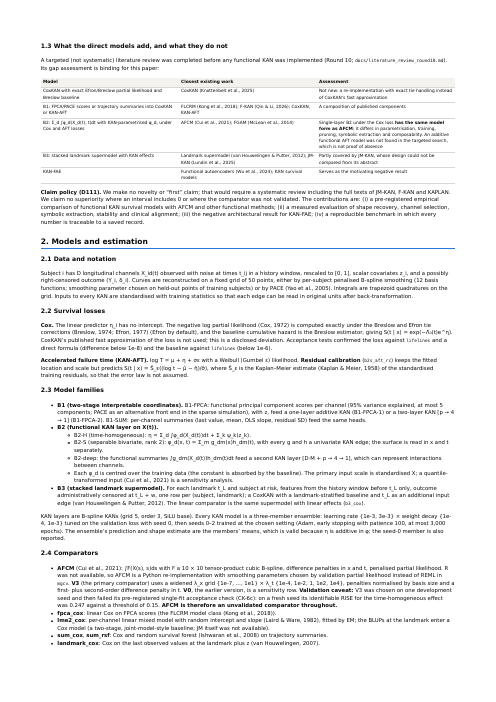 1.3 What the direct models add, and what they do not
A targeted (not systematic) literature review was completed before any functional KAN was implemented (Round 10; docs/literature_review_round10.md).
Its gap assessment is binding for this paper:
Model Closest existing work Assessment
CoxKAN with exact Efron/Breslow partial likelihood and Breslow baseline CoxKAN (Knottenbelt et al., 2025) Not new: a re-implementation with exact tie handling instead of CoxKAN's fast approximation
B1: FPCA/PACE scores or trajectory summaries into CoxKAN or KAN-AFT FLCRM (Kong et al., 2018); F-KAN (Qin & Li, 2026); CoxKAN, KAN-AFT A composition of published components
B2: Σ_d ∫φ_d(X_d(t), t)dt with KAN-parametrised φ_d, under Cox and AFT losses AFCM (Cui et al., 2021); FGAM (McLean et al., 2014) Single-layer B2 under the Cox loss has the same model form as AFCM; it differs in parametrisation, training, pruning, symbolic extraction and comparability. An additive functional AFT model was not found in the targeted search, which is not proof of absence
B3: stacked landmark supermodel with KAN effects Landmark supermodel (van Houwelingen & Putter, 2012); JM-KAN (Lundin et al., 2025) Partly covered by JM-KAN, whose design could not be compared from its abstract
KAN-FAE Functional autoencoders (Wu et al., 2024); KAN survival models Serves as the motivating negative result
Claim policy (D111). We make no novelty or "first" claim; that would require a systematic review including the full texts of JM-KAN, F-KAN and KAPLAN.
We claim no superiority where an interval includes 0 or where the comparator was not validated. The contributions are: (i) a pre-registered empirical
comparison of functional KAN survival models with AFCM and other functional methods; (ii) a measured evaluation of shape recovery, channel selection,
symbolic extraction, stability and clinical alignment; (iii) the negative architectural result for KAN-FAE; (iv) a reproducible benchmark in which every
number is traceable to a saved record.
2. Models and estimation
2.1 Data and notation
Subject i has D longitudinal channels X_id(t) observed with noise at times t_ij in a history window, rescaled to [0, 1], scalar covariates z_i, and a possibly
right-censored outcome (Y_i, δ_i). Curves are reconstructed on a fixed grid of 50 points, either by per-subject penalised B-spline smoothing (12 basis
functions; smoothing parameter chosen on held-out points of training subjects) or by PACE (Yao et al., 2005). Integrals are trapezoid quadratures on the
grid. Inputs to every KAN are standardised with training statistics so that each edge can be read in original units after back-transformation.
2.2 Survival losses
Cox. The linear predictor η_i has no intercept. The negative log partial likelihood (Cox, 1972) is computed exactly under the Breslow and Efron tie
corrections (Breslow, 1974; Efron, 1977) (Efron by default), and the baseline cumulative hazard is the Breslow estimator, giving S(t | x) = exp(−Λ̂₀(t)e^η).
CoxKAN's published fast approximation of the loss is not used; this is a disclosed deviation. Acceptance tests confirmed the loss against lifelines and a
direct formula (difference below 1e-8) and the baseline against lifelines (below 1e-6).
Accelerated failure time (KAN-AFT). log T = μ + η + σε with a Weibull (Gumbel ε) likelihood. Residual calibration (b2s_aft_rc) keeps the fitted
location and scale but predicts S(t | x) = Ŝ_ε((log t − μ̂ − η̂)/σ̂), where Ŝ_ε is the Kaplan–Meier estimate (Kaplan & Meier, 1958) of the standardised
training residuals, so that the error law is not assumed.
2.3 Model families
• B1 (two-stage interpretable coordinates). B1-FPCA: functional principal component scores per channel (95% variance explained, at most 5
components; PACE as an alternative front end in the sparse simulation), with z, feed a one-layer additive KAN (B1-FPCA-1) or a two-layer KAN [p → 4
→ 1] (B1-FPCA-2). B1-SUM: per-channel summaries (last value, mean, OLS slope, residual SD) feed the same heads.
• B2 (functional KAN layer on X(t)).
◦ B2-H (time-homogeneous): η = Σ_d ∫φ_d(X_d(t))dt + Σ_k ψ_k(z_k).
◦ B2-S (separable bivariate, rank 2): φ_d(x, t) = Σ_m g_dm(x)h_dm(t), with every g and h a univariate KAN edge; the surface is read in x and t
separately.
◦ B2-deep: the functional summaries ∫g_dm(X_d(t))h_dm(t)dt feed a second KAN layer [D·M + p → 4 → 1], which can represent interactions
between channels.
◦ Each φ_d is centred over the training data (the constant is absorbed by the baseline). The primary input scale is standardised X; a quantile-
transformed input (Cui et al., 2021) is a sensitivity analysis.
• B3 (stacked landmark supermodel). For each landmark t_L and subject at risk, features from the history window before t_L only, outcome
administratively censored at t_L + w, one row per (subject, landmark); a CoxKAN with a landmark-stratified baseline and t_L as an additional input
edge (van Houwelingen & Putter, 2012). The linear comparator is the same supermodel with linear effects (b3_cox).
KAN layers are B-spline KANs (grid 5, order 3, SiLU base). Every KAN model is a three-member ensemble: learning rate {1e-3, 3e-3} × weight decay {1e-
4, 1e-3} tuned on the validation loss with seed 0, then seeds 0–2 trained at the chosen setting (Adam, early stopping with patience 100, at most 3,000
epochs). The ensemble's prediction and shape estimate are the members' means, which is valid because η is additive in φ; the seed-0 member is also
reported.
2.4 Comparators
• AFCM (Cui et al., 2021): ∫F(X(s), s)ds with F a 10 × 10 tensor-product cubic B-spline, difference penalties in x and t, penalised partial likelihood. R
was not available, so AFCM is a Python re-implementation with smoothing parameters chosen by validation partial likelihood instead of REML in
mgcv. V3 (the primary comparator) uses a widened λ_x grid {1e-7, ..., 1e1} × λ_t {1e-4, 1e-2, 1, 1e2, 1e4}, penalties normalised by basis size and a
first- plus second-order difference penalty in t. V0, the earlier version, is a sensitivity row. Validation caveat: V3 was chosen on one development
seed and then failed its pre-registered single-fit acceptance check (CX-6c): on a fresh seed its identifiable RISE for the time-homogeneous effect
was 0.247 against a threshold of 0.15. AFCM is therefore an unvalidated comparator throughout.
• fpca_cox: linear Cox on FPCA scores (the FLCRM model class (Kong et al., 2018)).
• lme2_cox: per-channel linear mixed model with random intercept and slope (Laird & Ware, 1982), fitted by EM; the BLUPs at the landmark enter a
Cox model (a two-stage, joint-model-style baseline; JM itself was not available).
• sum_cox, sum_rsf: Cox and random survival forest (Ishwaran et al., 2008) on trajectory summaries.
• landmark_cox: Cox on the last observed values at the landmark plus z (van Houwelingen, 2007).